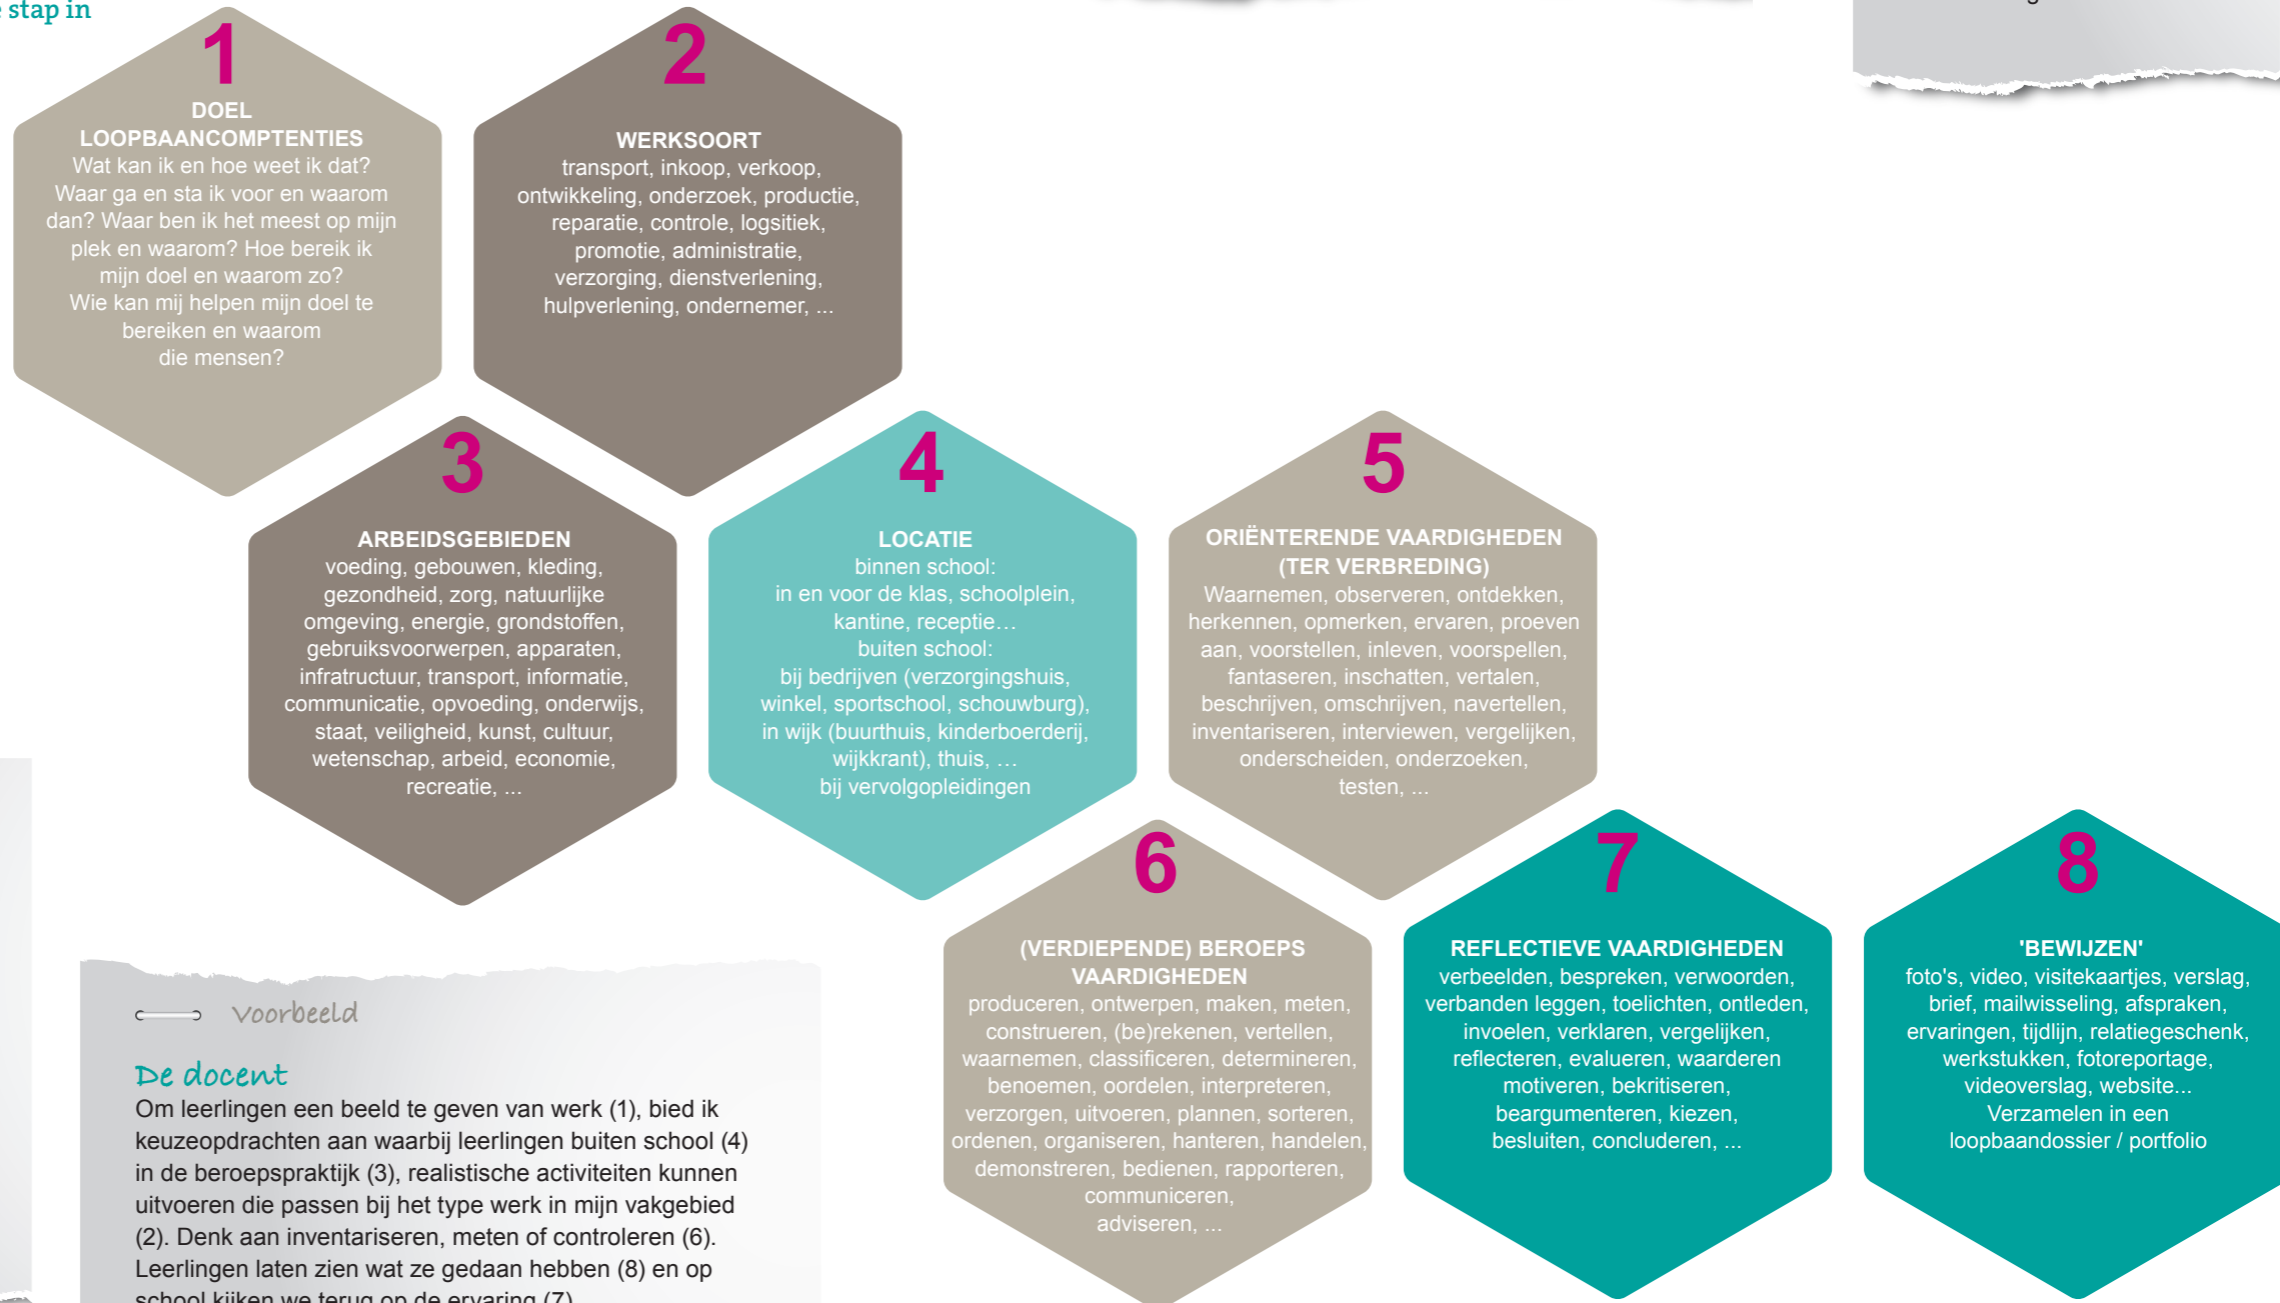 stap in
1
DOEL
LOOPBAANCOMPTENTIES
Wat kan ik en hoe weet ik dat?
Waar ga en sta ik voor en waarom
dan? Waar ben ik het meest op mijn
plek en waarom? Hoe bereik ik
mijn doel en waarom zo?
Wie kan mij helpen mijn doel te
bereiken en waarom
die mensen?
2
WERKSOORT
transport, inkoop, verkoop,
ontwikkeling, onderzoek, productie,
reparatie, controle, logsitiek,
promotie, administratie,
verzorging, dienstverlening,
hulpverlening, ondernemer, ...
3
ARBEIDSGEBIEDEN
voeding, gebouwen, kleding,
gezondheid, zorg, natuurlijke
omgeving, energie, grondstoffen,
gebruiksvoorwerpen, apparaten,
infratructuur, transport, informatie,
communicatie, opvoeding, onderwijs,
staat, veiligheid, kunst, cultuur,
wetenschap, arbeid, economie,
recreatie, ...
4
LOCATIE
binnen school:
in en voor de klas, schoolplein,
kantine, receptie…
buiten school:
bij bedrijven (verzorgingshuis,
winkel, sportschool, schouwburg),
in wijk (buurthuis, kinderboerderij,
wijkkrant), thuis, …
bij vervolgopleidingen
5
ORIËNTERENDE VAARDIGHEDEN
(TER VERBREDING)
Waarnemen, observeren, ontdekken,
herkennen, opmerken, ervaren, proeven
aan, voorstellen, inleven, voorspellen,
fantaseren, inschatten, vertalen,
beschrijven, omschrijven, navertellen,
inventariseren, interviewen, vergelijken,
onderscheiden, onderzoeken,
testen, ...
6
(VERDIEPENDE) BEROEPS
VAARDIGHEDEN
produceren, ontwerpen, maken, meten,
construeren, (be)rekenen, vertellen,
waarnemen, classificeren, determineren,
benoemen, oordelen, interpreteren,
verzorgen, uitvoeren, plannen, sorteren,
ordenen, organiseren, hanteren, handelen,
demonstreren, bedienen, rapporteren,
communiceren,
adviseren, ...
7
REFLECTIEVE VAARDIGHEDEN
verbeelden, bespreken, verwoorden,
verbanden leggen, toelichten, ontleden,
invoelen, verklaren, vergelijken,
reflecteren, evalueren, waarderen
motiveren, bekritiseren,
beargumenteren, kiezen,
besluiten, concluderen, ...
8
'BEWIJZEN'
foto's, video, visitekaartjes, verslag,
brief, mailwisseling, afspraken,
ervaringen, tijdlijn, relatiegeschenk,
werkstukken, fotoreportage,
videoverslag, website...
Verzamelen in een
loopbaandossier / portfolio
Voorbeeld
De docent
Om leerlingen een beeld te geven van werk (1), bied ik
keuzeopdrachten aan waarbij leerlingen buiten school (4)
in de beroepspraktijk (3), realistische activiteiten kunnen
uitvoeren die passen bij het type werk in mijn vakgebied
(2). Denk aan inventariseren, meten of controleren (6).
Leerlingen laten zien wat ze gedaan hebben (8) en op
school kijken we terug op de ervaring (7)